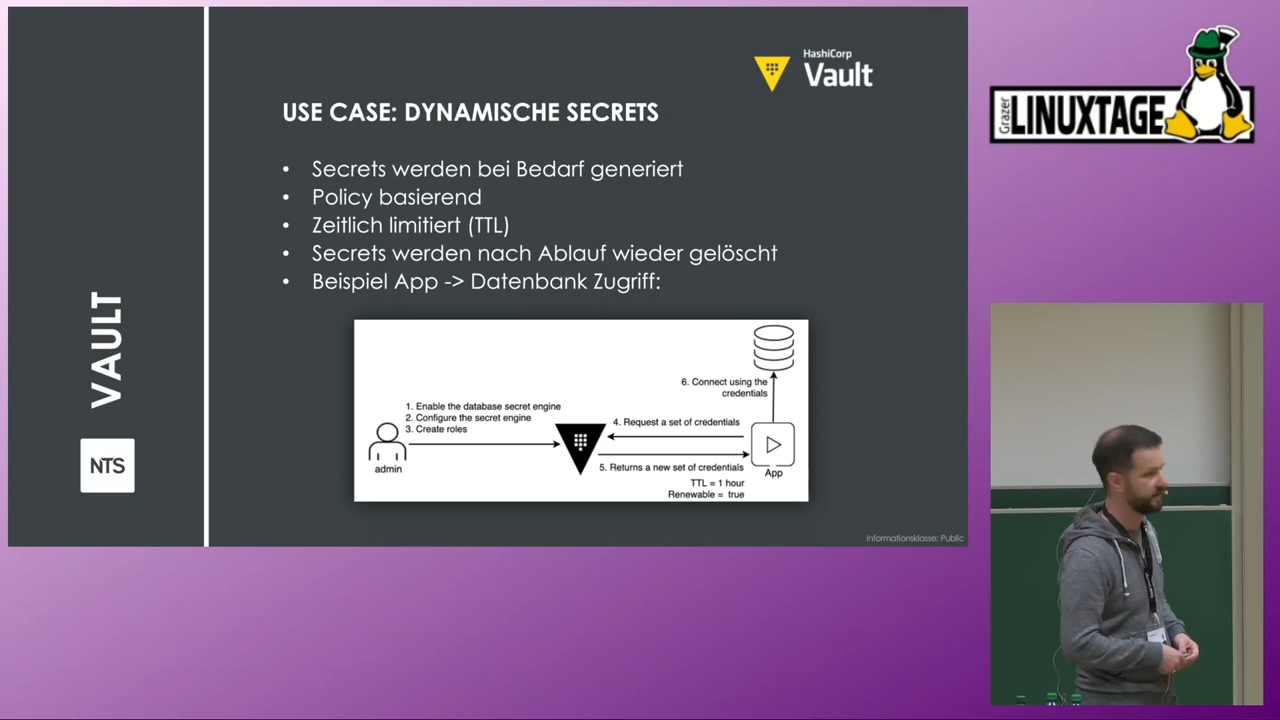 HashiCorp
Vault
USE CASE: DYNAMISCHE SECRETS
• Secrets werden bei Bedarf generiert
• Policy basierend
• Zeitlich limitiert (TTL)
• Secrets werden nach Ablauf wieder gelöscht
• Beispiel App -> Datenbank Zugriff:
1. Enable the database secret engine
2. Configure the secret engine
3. Create roles
admin
4. Request a set of credentials
5. Returns a new set of credentials
TTL = 1 hour
Renewable = true
6. Connect using the
credentials
App
Informationsklasse: Public
VAULT
NTS
Grazer
LINUXTAGE